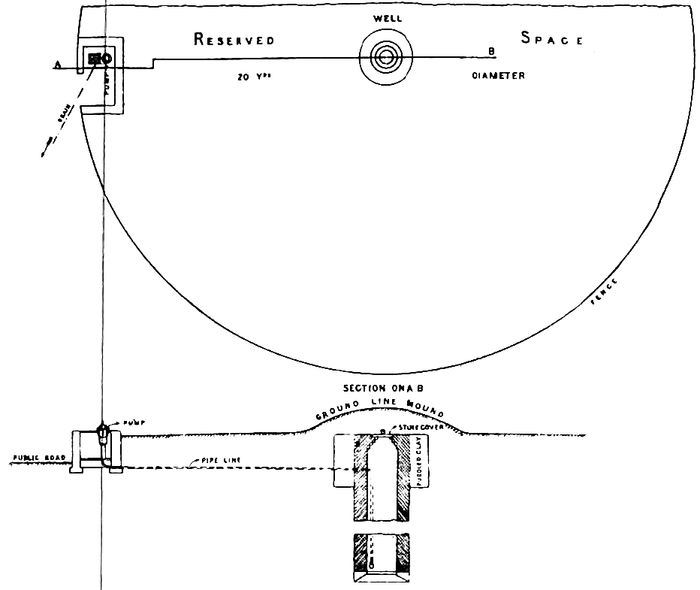 WELL
RESERVED
SPACE
A
B
20 YDS
DIAMETER
PUMP
DRAIN
FENCE
SECTION ON A B
GROUND LINE MOUND
PUMP
STONE COVER
PUBLIC ROAD
PIPE LINE
PUDDLED CLAY